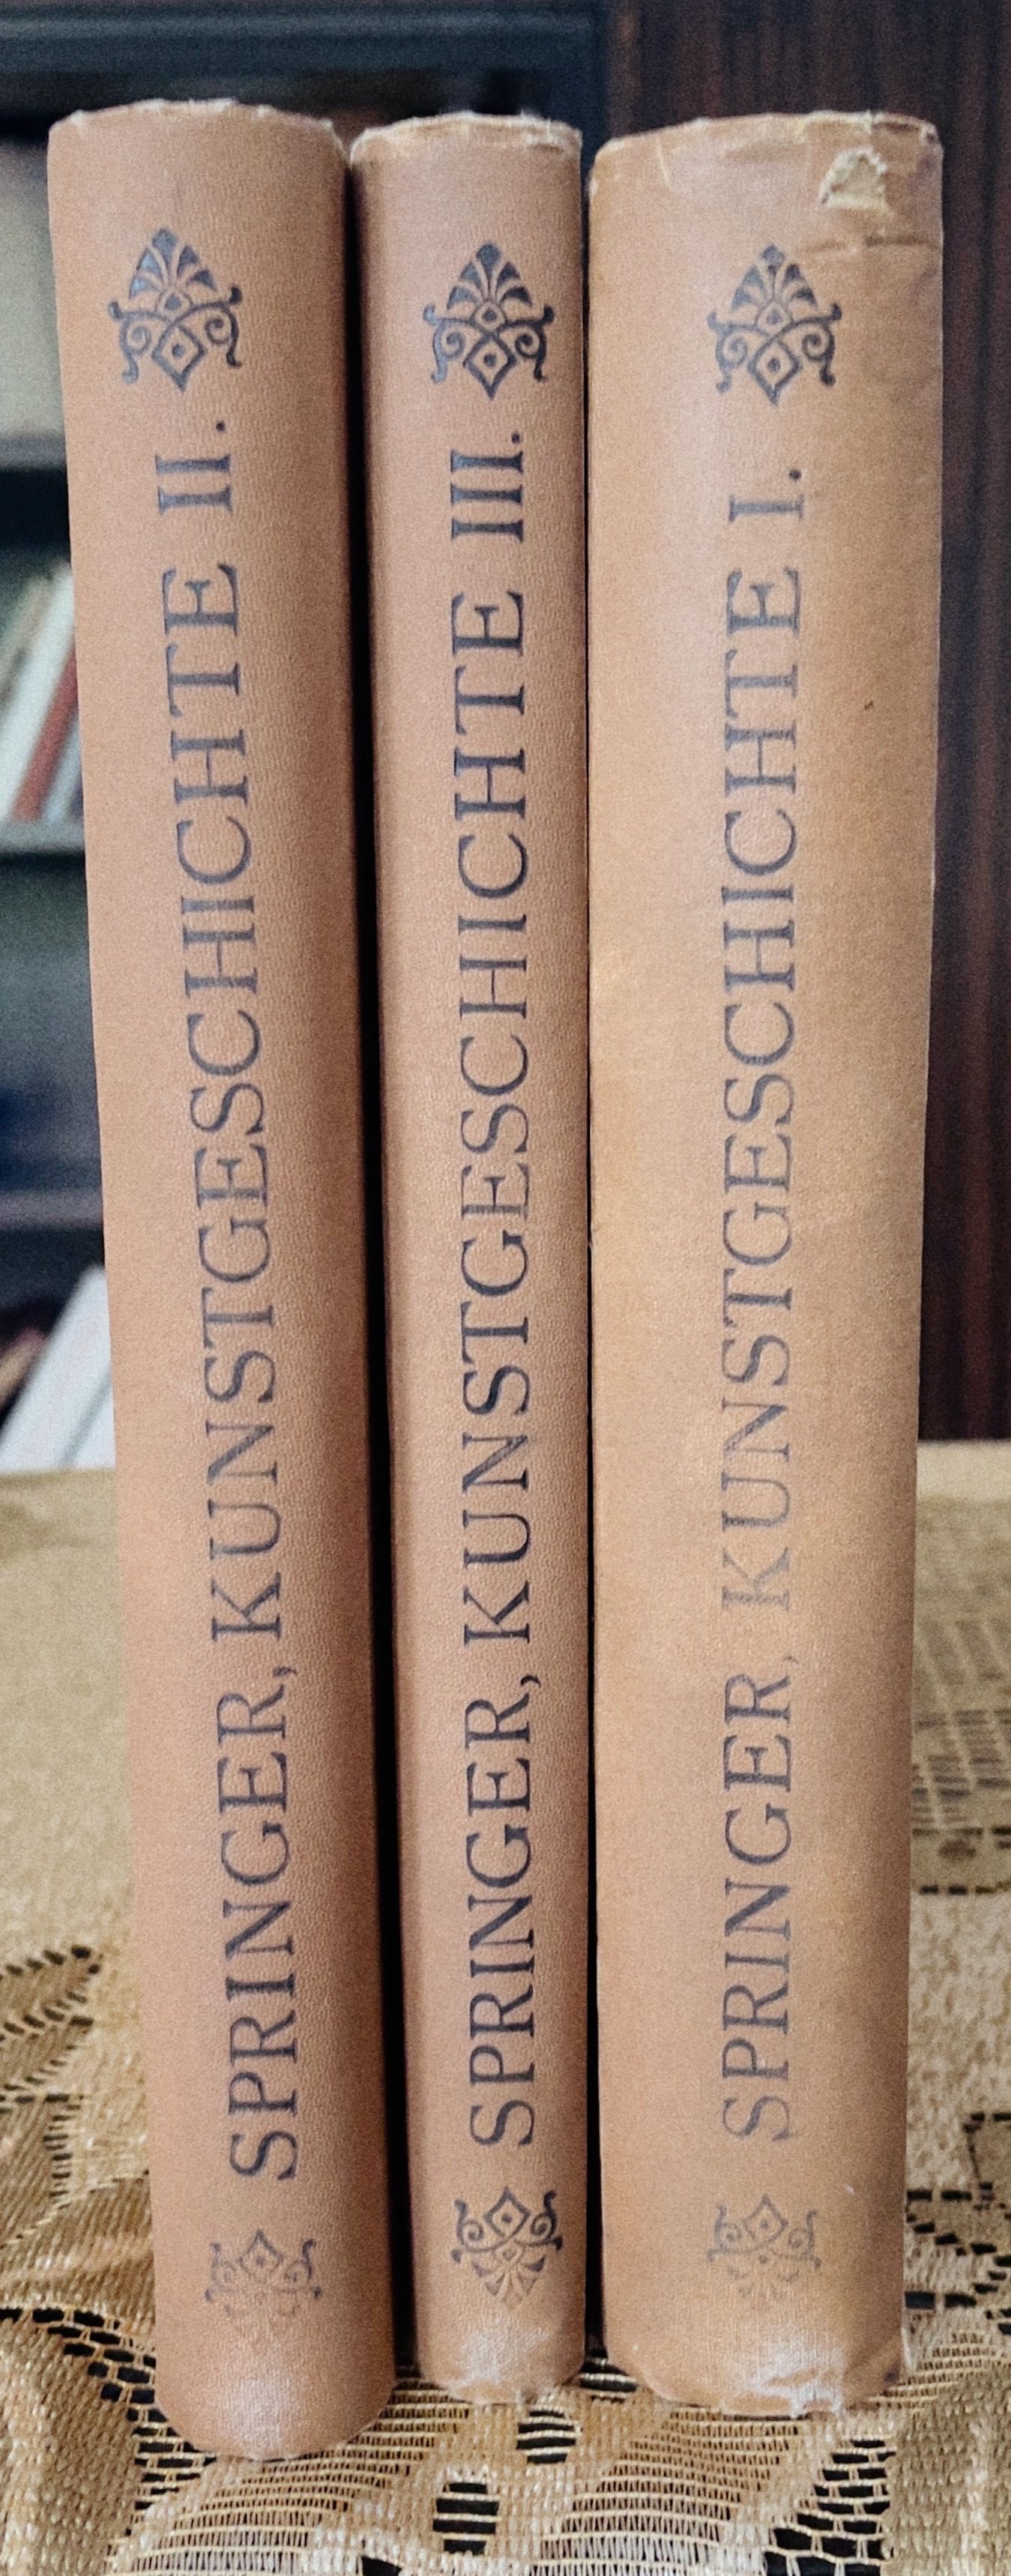 SPRINGER, KUNSTGESCHICHTE II.
SPRINGER, KUNSTGESCHICHTE III.
SPRINGER, KUNSTGESCHICHTE I.